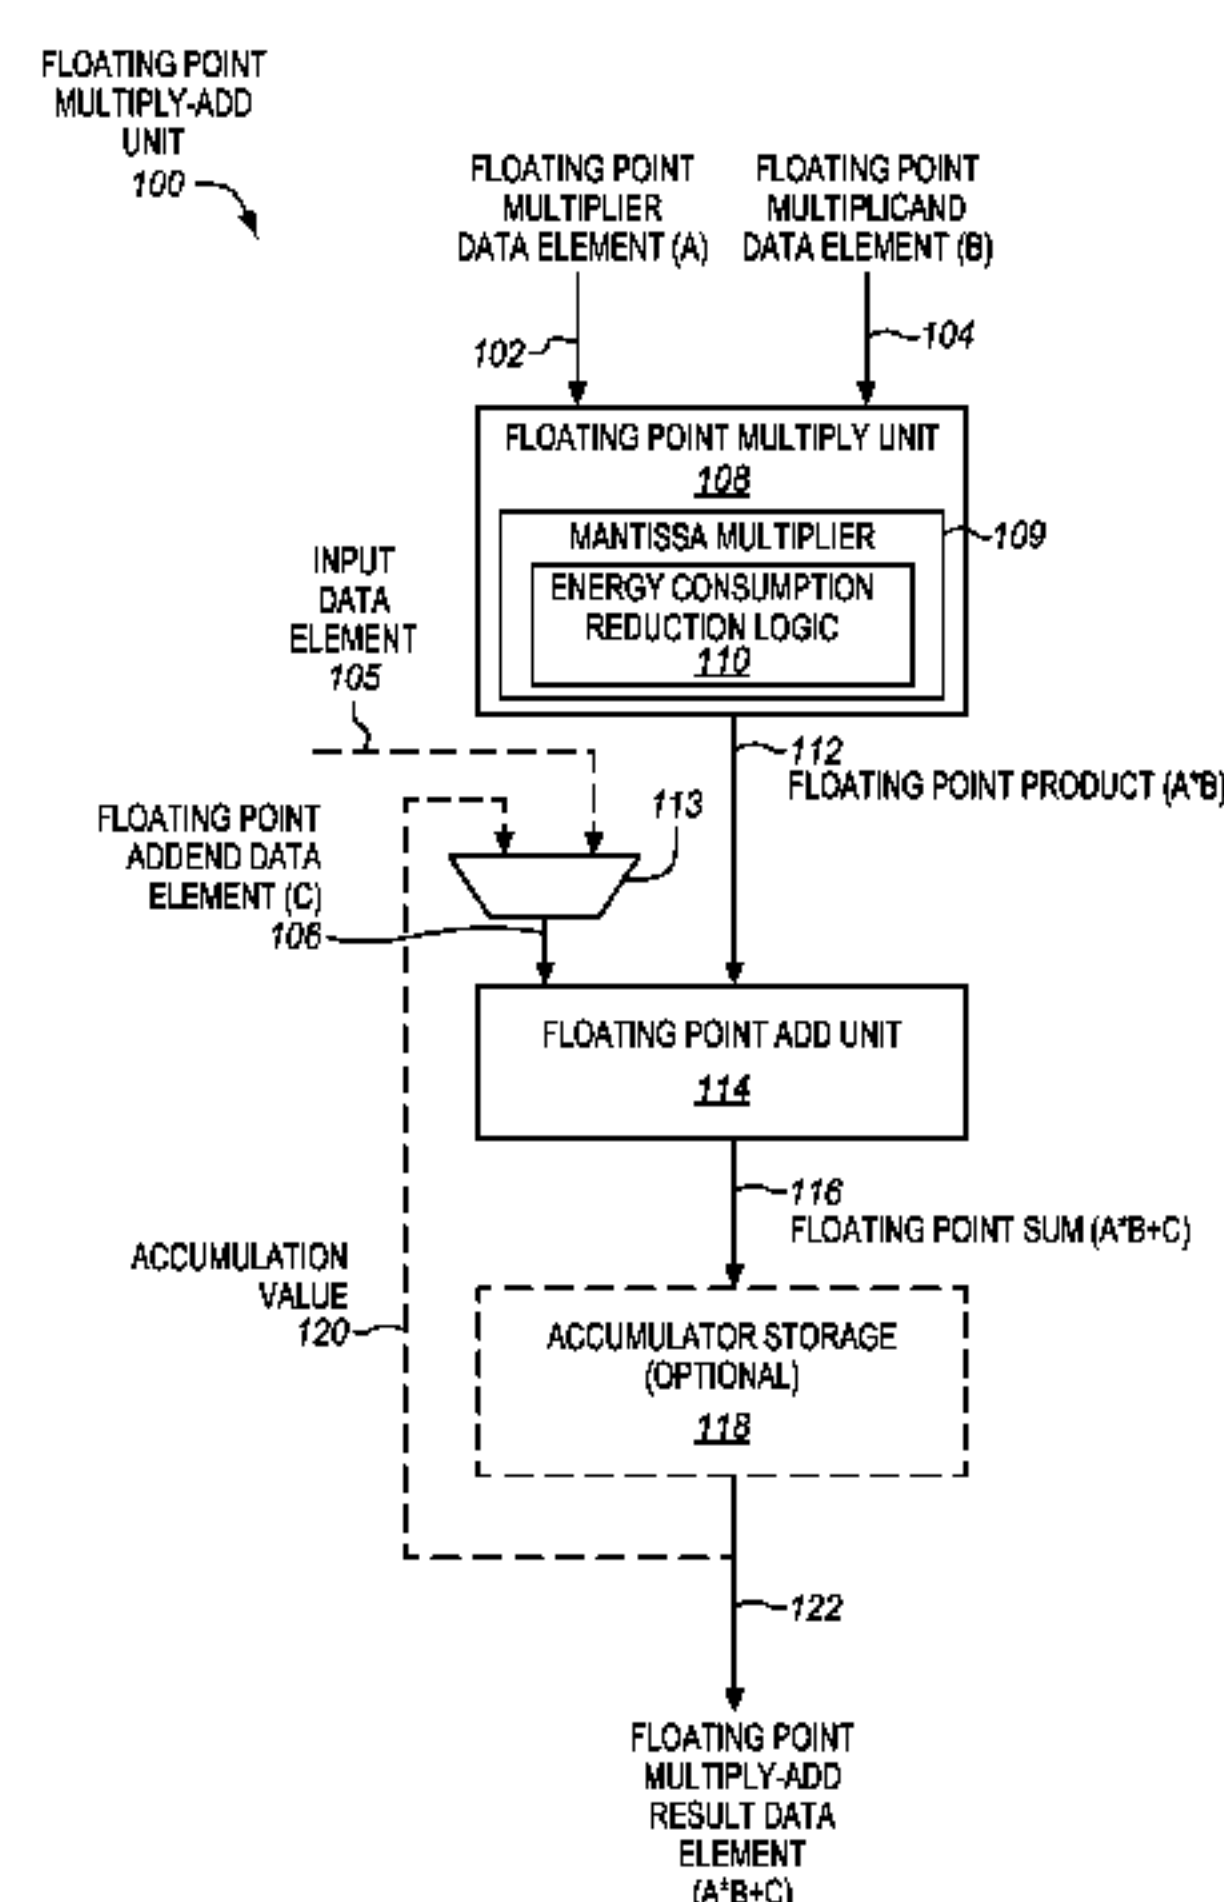 FLOATING POINT
MULTIPLY-ADD
UNIT
100
FLOATING POINT
MULTIPLIER
DATA ELEMENT (A)
FLOATING POINT
MULTIPLICAND
DATA ELEMENT (B)
102
104
FLOATING POINT MULTIPLY UNIT
108
MANTISSA MULTIPLIER
109
ENERGY CONSUMPTION
REDUCTION LOGIC
110
INPUT
DATA
ELEMENT
105
112
FLOATING POINT PRODUCT (A*B)
113
FLOATING POINT
ADDEND DATA
ELEMENT (C)
106
FLOATING POINT ADD UNIT
114
116
FLOATING POINT SUM (A*B+C)
ACCUMULATION
VALUE
120
ACCUMULATOR STORAGE
(OPTIONAL)
118
122
FLOATING POINT
MULTIPLY-ADD
RESULT DATA
ELEMENT
(A*B+C)